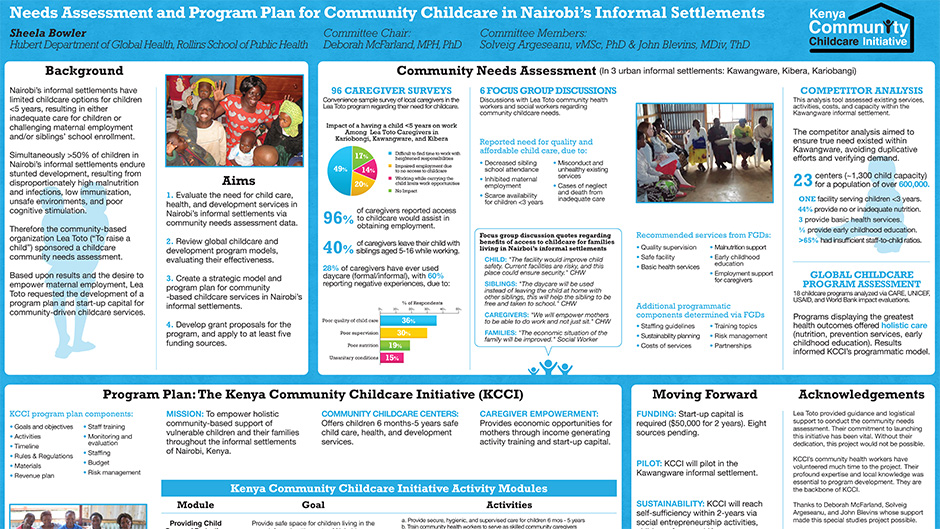 Needs Assessment and Program Plan for Community Childcare in Nairobi's Informal Settlements
Sheela Bowler
Hubert Department of Global Health, Rollins School of Public Health
Committee Chair:
Deborah McFarland, MPH, PhD
Committee Members:
Solveig Argeseanu, vMSc, PhD & John Blevins, MDiv, ThD
Kenya
Community
Childcare Initiative
Background
Nairobi's informal settlements have
limited childcare options for children
<5 years, resulting in either
inadequate care for children or
challenging maternal employment
and/or siblings' school enrollment.
Simultaneously >50% of children in
Nairobi's informal settlements endure
stunted development, resulting from
disproportionately high malnutrition
and infections, low immunization,
unsafe environments, and poor
cognitive stimulation.
Therefore the community-based
organization Lea Toto ("To raise a
child") sponsored a childcare
community needs assessment.
Based upon results and the desire to
empower maternal employment, Lea
Toto requested the development of a
program plan and start-up capital for
community-driven childcare services.
Aims
1. Evaluate the need for child care,
health, and development services in
Nairobi's informal settlements via
community needs assessment data.
2. Review global childcare and
development program models,
evaluating their effectiveness.
3. Create a strategic model and
program plan for community
-based childcare services in Nairobi's
informal settlements.
4. Develop grant proposals for the
program, and apply to at least five
funding sources.
Community Needs Assessment (In 3 urban informal settlements: Kawangware, Kibera, Kariobangi)
96 CAREGIVER SURVEYS
Convenience sample survey of local caregivers in the
Lea Toto program regarding their need for childcare.
Impact of a having a child <5 years on work
Among Lea Toto Caregivers in
Kariobongi, Kawangware, and Kibera
17%
14%
20%
49%
Difficult to find time to work with
heightened responsibilities
Impaired employment due
to no access to childcare
Working while carrying the
child limits work opportunities
No Impact
96% of caregivers reported access
to childcare would assist in
obtaining employment.
40% of caregivers leave their child with
siblings aged 5-16 while working.
28% of caregivers have ever used
daycare (formal/informal), with 60%
reporting negative experiences, due to:
% of Respondents
Poor quality of child care 36%
Poor supervision 30%
Poor nutrition 19%
Unsanitary conditions 15%
6 FOCUS GROUP DISCUSSIONS
Discussions with Lea Toto community health
workers and social workers regarding
community childcare needs.
Reported need for quality and
affordable child care, due to:
• Decreased sibling
school attendance
• Inhibited maternal
employment
• Scarce availability
for children <3 years
• Misconduct and
unhealthy existing
services
• Cases of neglect
and death from
inadequate care
Focus group discussion quotes regarding
benefits of access to childcare for families
living in Nairobi's informal settlements
CHILD: "The facility would improve child
safety. Current facilities are risky, and this
place could ensure security." CHW
SIBLINGS: "The daycare will be used
instead of leaving the child at home with
other siblings, this will help the sibling to be
free and taken to school." CHW
CAREGIVERS: "We will empower mothers
to be able to do work and not just sit." CHW
FAMILIES: "The economic situation of the
family will be improved." Social Worker
Recommended services from FGDs:
• Quality supervision
• Safe facility
• Basic health services
• Malnutrition support
• Early childhood
education
• Employment support
for caregivers
Additional programmatic
components determined via FGDs
• Staffing guidelines
• Sustainability planning
• Costs of services
• Training topics
• Risk management
• Partnerships
COMPETITOR ANALYSIS
This analysis tool assessed existing services,
activities, costs, and capacity within the
Kawangware informal settlement.
The competitor analysis aimed to
ensure true need existed within
Kawangware, avoiding duplicative
efforts and verifying demand.
23 centers (~1,300 child capacity)
for a population of over 600,000.
ONE facility serving children <3 years.
44% provide no or inadequate nutrition.
3 provide basic health services.
provide early childhood education.
>65% had insufficient staff-to-child ratios.
GLOBAL CHILDCARE
PROGRAM ASSESSMENT
18 childcare programs analyzed via CARE, UNICEF,
USAID, and World Bank impact evaluations.
Programs displaying the greatest
health outcomes offered holistic care
(nutrition, prevention services, early
childhood education). Results
informed KCCI's programmatic model.
Program Plan: The Kenya Community Childcare Initiative (KCCI)
KCCI program plan components:
• Goals and objectives
• Activities
• Timeline
• Rules & Regulations
• Materials
• Revenue plan
• Staff training
• Monitoring and
evaluation
• Staffing
• Budget
• Risk management
MISSION: To empower holistic
community-based support of
vulnerable children and their families
throughout the informal settlements
of Nairobi, Kenya.
COMMUNITY CHILDCARE CENTERS:
Offers children 6 months-5 years safe
child care, health, and development
services.
CAREGIVER EMPOWERMENT:
Provides economic opportunities for
mothers through income generating
activity training and start-up capital.
Kenya Community Childcare Initiative Activity Modules
Module Goal Activities
Providing Child
Provide safe space for children living in the
a. Provide secure, hygienic, and supervised care for children 6 mos - 5 years
b. Train community health workers to serve as skilled community caregivers
Moving Forward
FUNDING: Start-up capital is
required ($50,000 for 2 years). Eight
sources pending.
PILOT: KCCI will pilot in the
Kawangware informal settlement.
SUSTAINABILITY: KCCI will reach
self-sufficiency within 2-years via
social entrepreneurship activities,
Acknowledgements
Lea Toto provided guidance and logistical
support to conduct the community needs
assessment. Their commitment to launching
this initiative has been vital. Without their
dedication, this project would not be possible.
KCCI's community health workers have
volunteered much time to the project. Their
profound expertise and local knowledge was
essential to program development. They are
the backbone of KCCI.
Thanks to Deborah McFarland, Solveig
Argeseanu, and John Blevins whose support
made this special studies project possible.